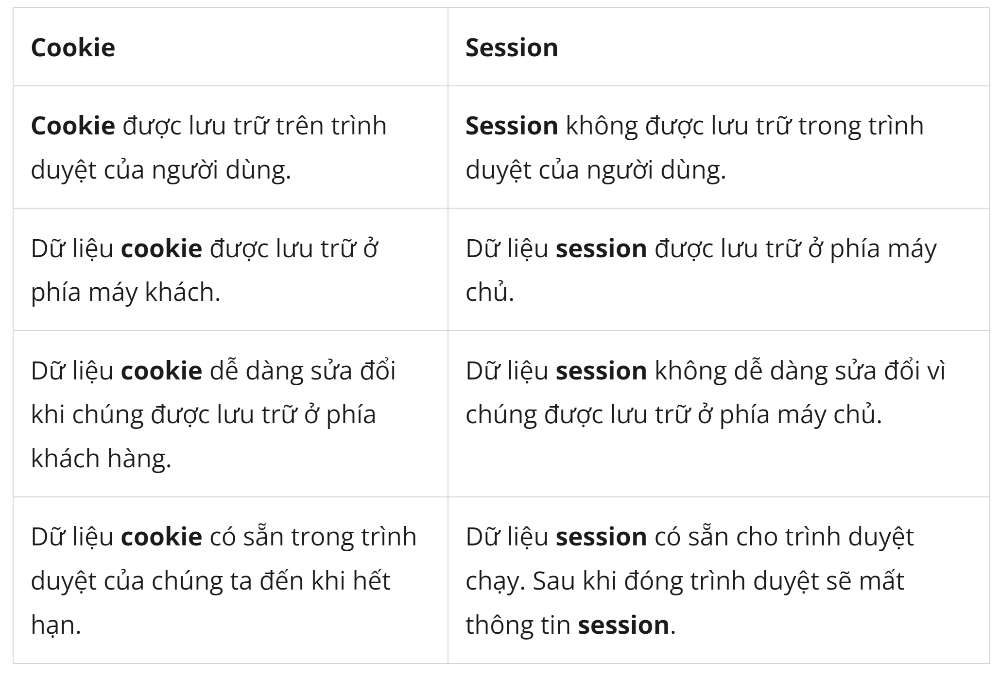 Cookie
Session
Cookie được lưu trữ trên trình
duyệt của người dùng.
Session không được lưu trữ trong trình
duyệt của người dùng.
Dữ liệu cookie được lưu trữ ở
phía máy khách.
Dữ liệu session được lưu trữ ở phía máy
chủ.
Dữ liệu cookie dễ dàng sửa đổi
khi chúng được lưu trữ ở phía
khách hàng.
Dữ liệu session không dễ dàng sửa đổi vì
chúng được lưu trữ ở phía máy chủ.
Dữ liệu cookie có sẵn trong trình
duyệt của chúng ta đến khi hết
hạn.
Dữ liệu session có sẵn cho trình duyệt
chạy. Sau khi đóng trình duyệt sẽ mất
thông tin session.